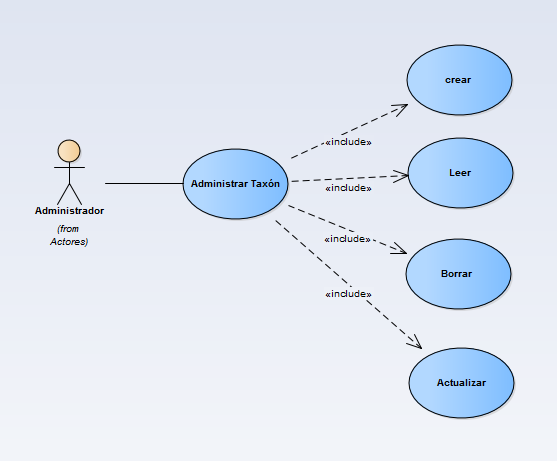 crear
«include»
Leer
Administrar Taxón
«include»
Administrador
(from
Actores)
«include»
Borrar
«include»
Actualizar